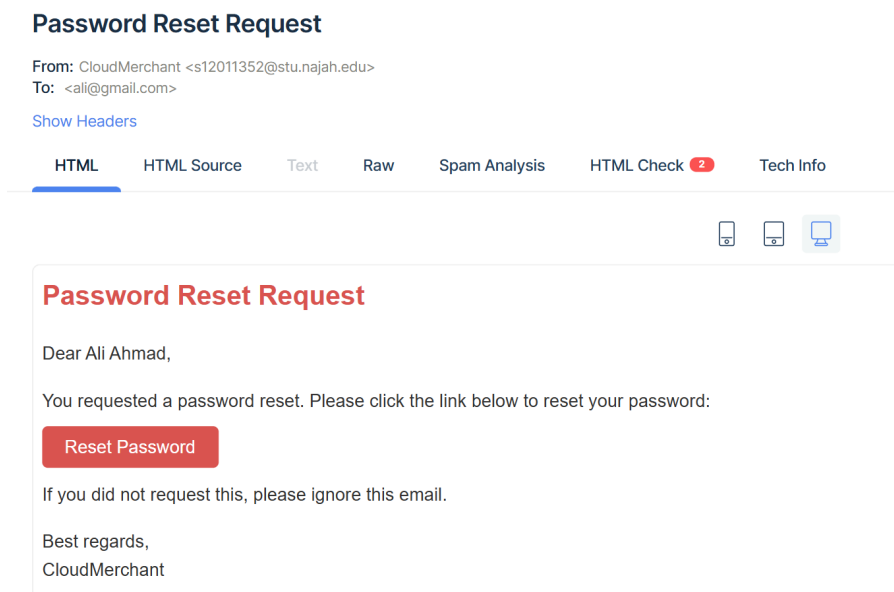 Password Reset Request
From: CloudMerchant <s12011352@stu.najah.edu>
To: <ali@gmail.com>
Show Headers
HTML HTML Source Text Raw Spam Analysis HTML Check 2 Tech Info
Password Reset Request
Dear Ali Ahmad,
You requested a password reset. Please click the link below to reset your password:
Reset Password
If you did not request this, please ignore this email.
Best regards,
CloudMerchant